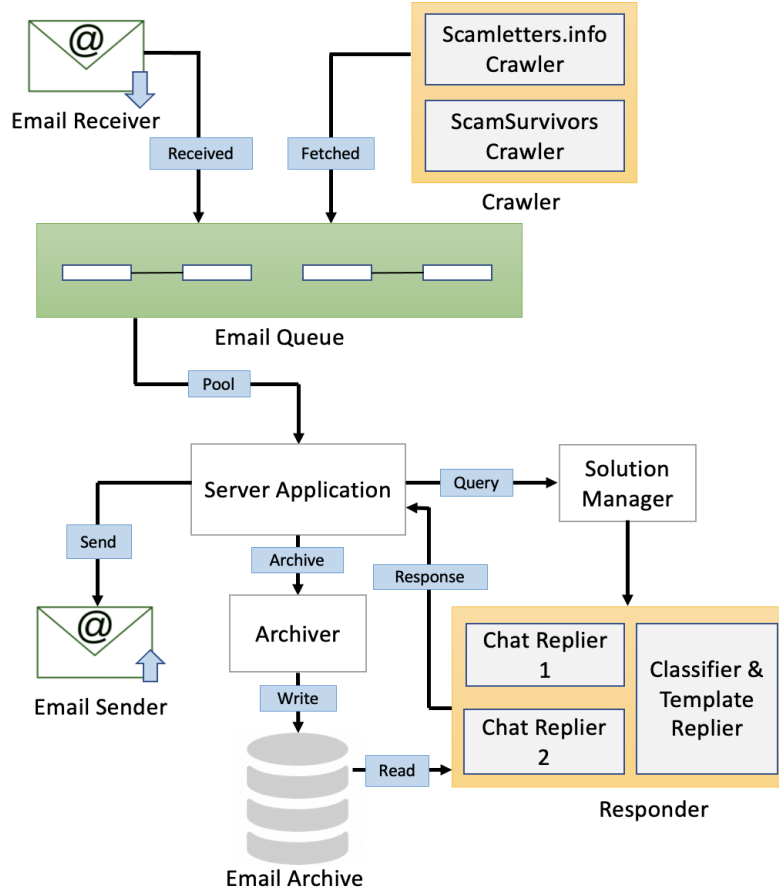 @
Email Receiver
Scamletters.info
Crawler
ScamSurvivors
Crawler
Crawler
Received
Fetched
Email Queue
Pool
Server Application
Query
Solution
Manager
Send
Archive
Response
@
Email Sender
Archiver
Write
Chat Replier
1
Chat Replier
2
Classifier &
Template
Replier
Read
Responder
Email Archive